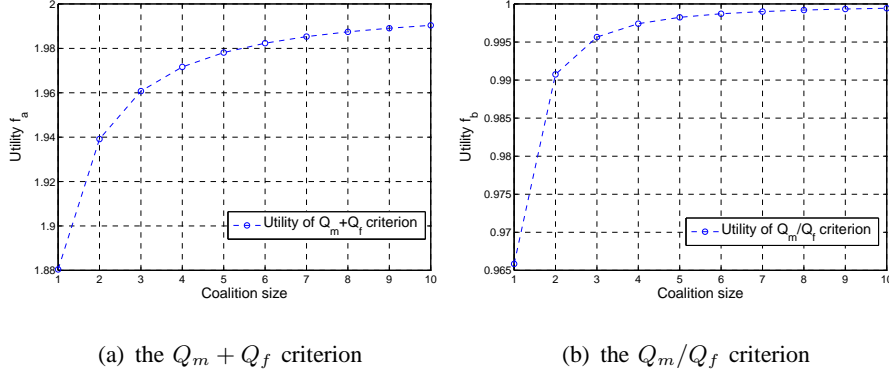 2
1.98
1.96
1.94
1.92
1.9
1.88
Utility f_a
1 2 3 4 5 6 7 8 9 10
Coalition size
Utility of Q_m+Q_f criterion
(a) the Q_m + Q_f criterion
1
0.995
0.99
0.985
0.98
0.975
0.97
0.965
Utility f_b
1 2 3 4 5 6 7 8 9 10
Coalition size
Utility of Q_m/Q_f criterion
(b) the Q_m/Q_f criterion